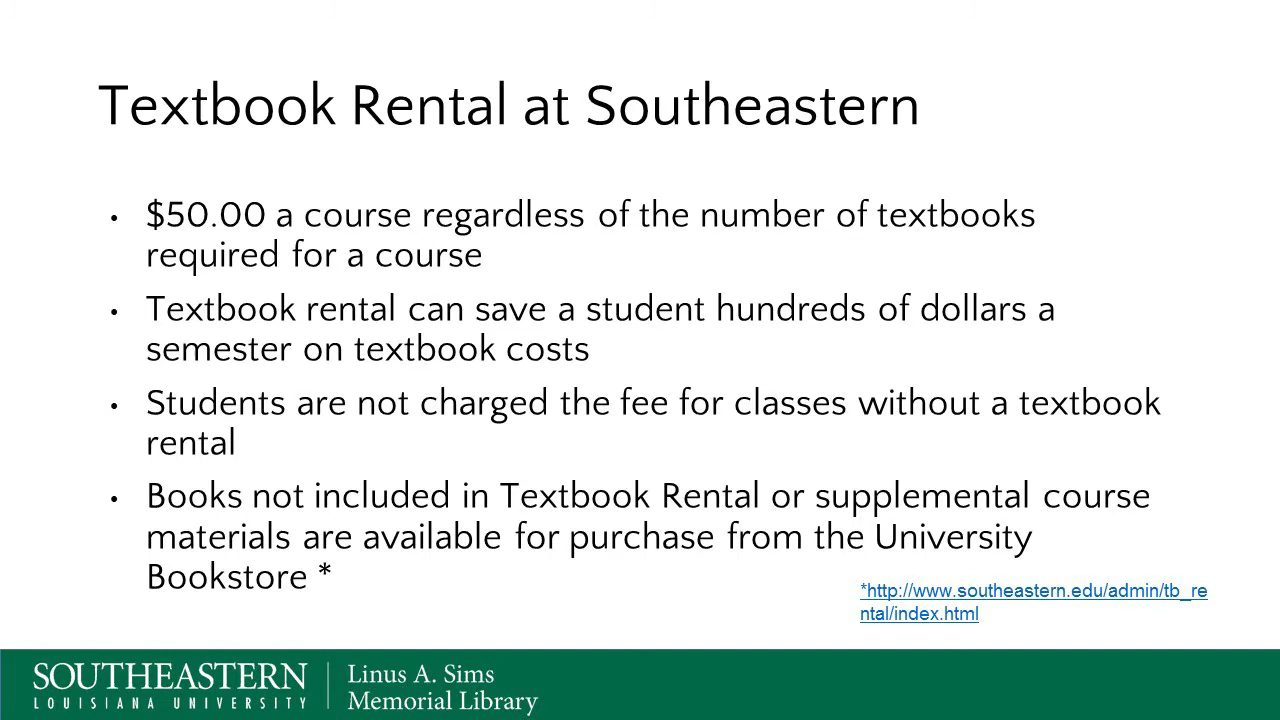 Textbook Rental at Southeastern
• $50.00 a course regardless of the number of textbooks
required for a course
• Textbook rental can save a student hundreds of dollars a
semester on textbook costs
• Students are not charged the fee for classes without a textbook
rental
• Books not included in Textbook Rental or supplemental course
materials are available for purchase from the University
Bookstore *
*http://www.southeastern.edu/admin/tb_re
ntal/index.html
SOUTHEASTERN
LOUISIANA UNIVERSITY
Linus A. Sims
Memorial Library